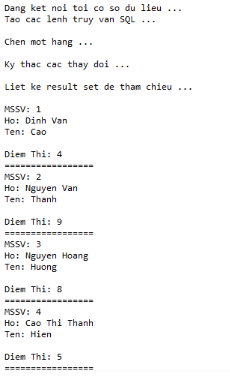 Dang ket noi toi co so du lieu ...
Tao cac lenh truy van SQL ...
Chen mot hang ...
Ky thac cac thay doi ...
Liet ke result set de tham chieu ...
MSSV: 1
Ho: Dinh Van
Ten: Cao
Diem Thi: 4
=================
MSSV: 2
Ho: Nguyen Van
Ten: Thanh
Diem Thi: 9
=================
MSSV: 3
Ho: Nguyen Hoang
Ten: Huong
Diem Thi: 8
=================
MSSV: 4
Ho: Cao Thi Thanh
Ten: Hien
Diem Thi: 5
=================